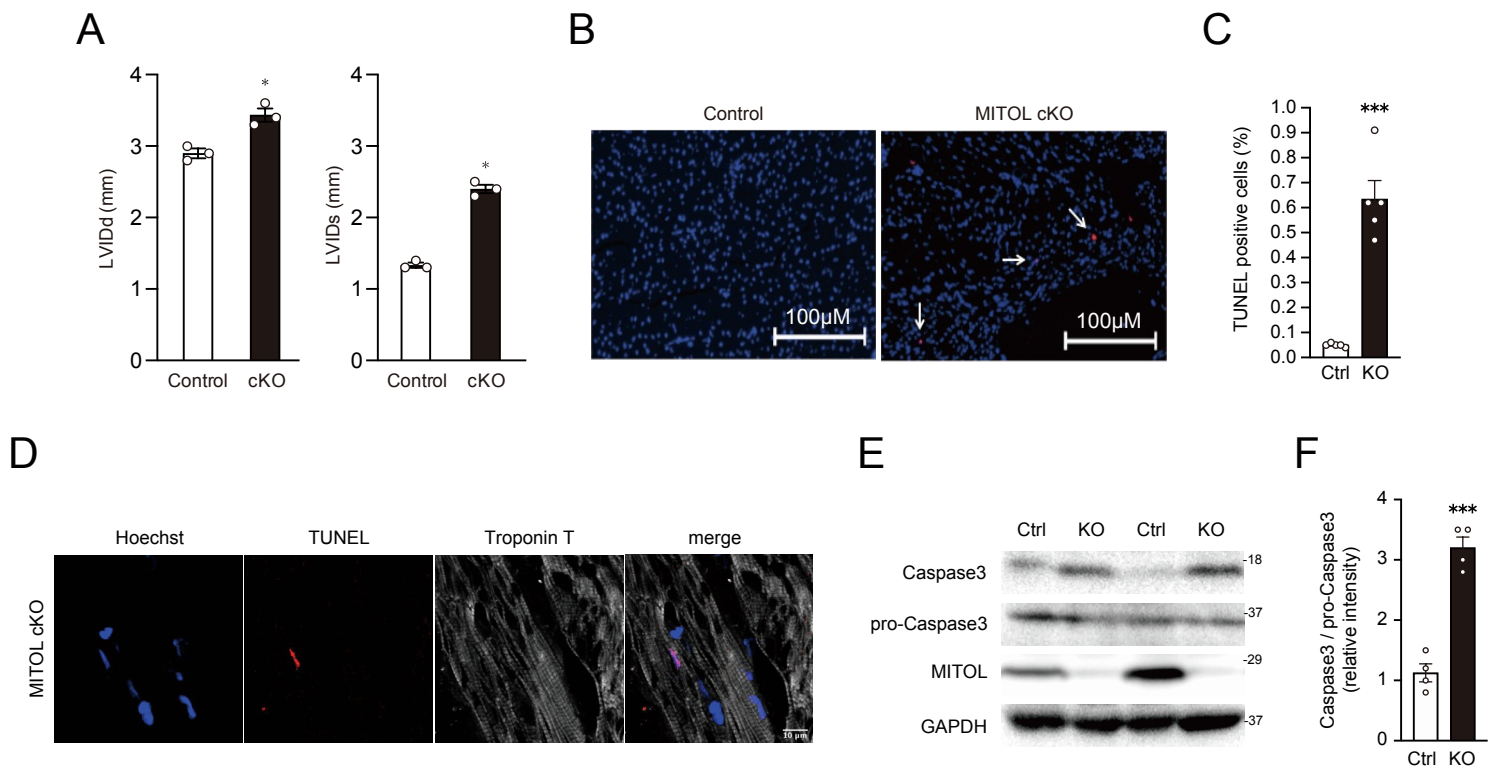 A
LVIDd (mm)
4
3
2
1
0
*
Control cKO
LVIDs (mm)
4
3
2
1
0
*
Control cKO
B
Control
MITOL cKO
100μM
100μM
C
TUNEL positive cells (%)
1.0
0.9
0.8
0.7
0.6
0.5
0.4
0.3
0.2
0.1
0.0
***
Ctrl KO
D
Hoechst TUNEL Troponin T merge
MITOL cKO
10 μm
E
Ctrl KO Ctrl KO
Caspase3 -18
pro-Caspase3 -37
MITOL -29
GAPDH -37
F
Caspase3 / pro-Caspase3
(relative intensity)
4
3
2
1
0
***
Ctrl KO